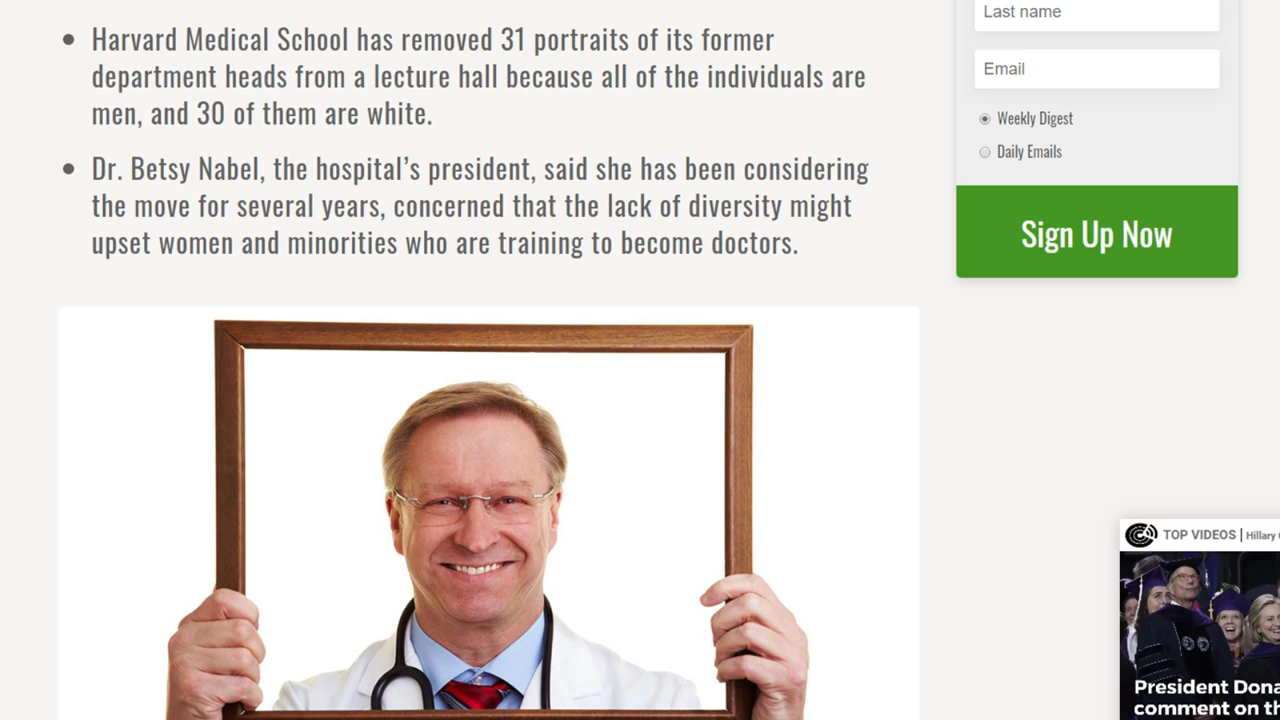 Harvard Medical School has removed 31 portraits of its former
department heads from a lecture hall because all of the individuals are
men, and 30 of them are white.
Dr. Betsy Nabel, the hospital’s president, said she has been considering
the move for several years, concerned that the lack of diversity might
upset women and minorities who are training to become doctors.
Last name
Email
Weekly Digest
Daily Emails
Sign Up Now
TOP VIDEOS | Hillary
President Dona
comment on th